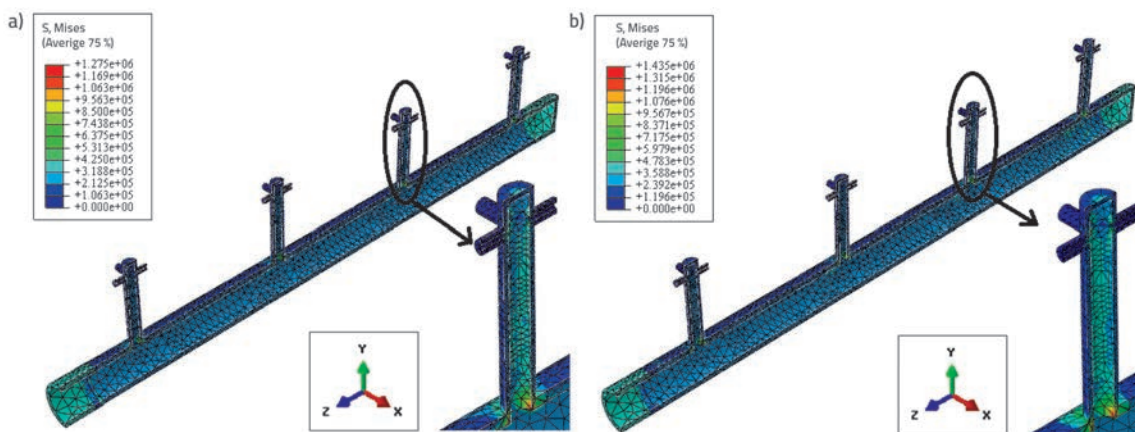 a)
S, Mises
(Averige 75 %)
+1.275e+06
+1.169e+06
+1.063e+06
+9.563e+05
+8.500e+05
+7.438e+05
+6.375e+05
+5.313e+05
+4.250e+05
+3.188e+05
+2.125e+05
+1.063e+05
+0.000e+00
Y
Z
X
b)
S, Mises
(Averige 75 %)
+1.435e+06
+1.315e+06
+1.196e+06
+1.076e+06
+9.567e+05
+8.371e+05
+7.175e+05
+5.979e+05
+4.783e+05
+3.588e+05
+2.392e+05
+1.196e+05
+0.000e+00
Y
Z
X